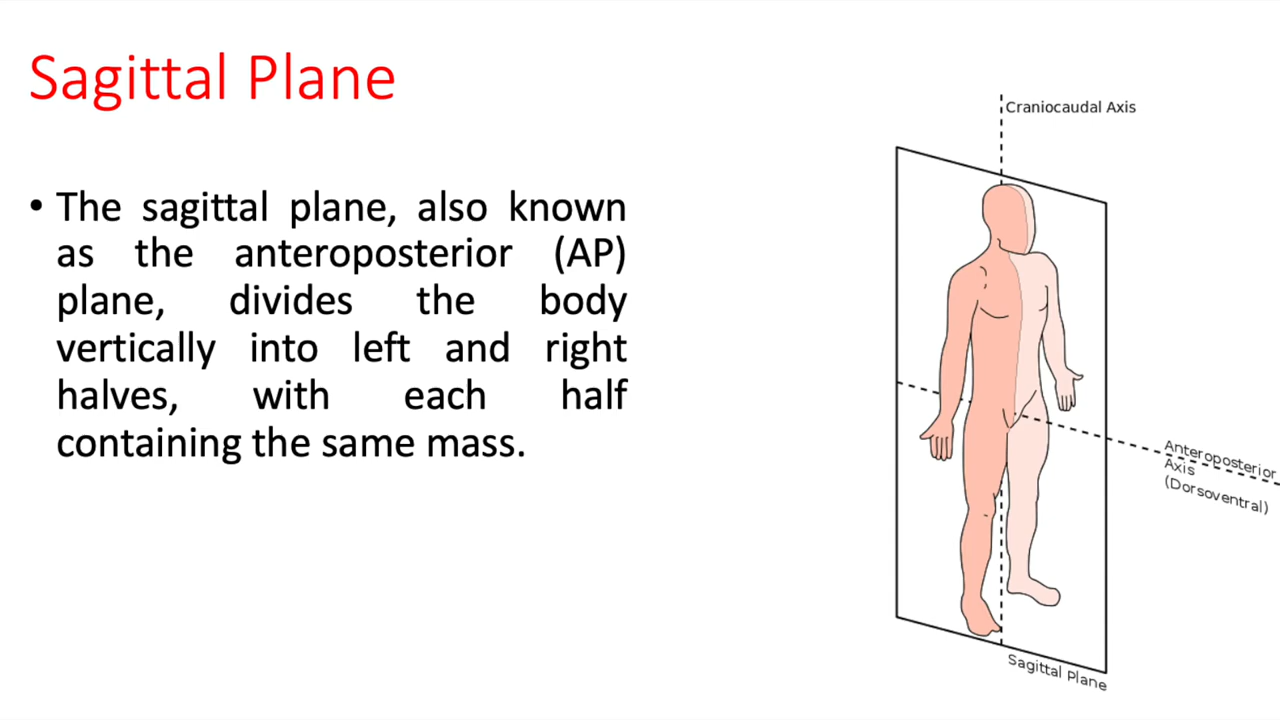 Sagittal Plane
• The sagittal plane, also known
as the anteroposterior (AP)
plane, divides the body
vertically into left and right
halves, with each half
containing the same mass.
Craniocaudal Axis
Anteroposterior
Axis
(Dorsoventral)
Sagittal Plane